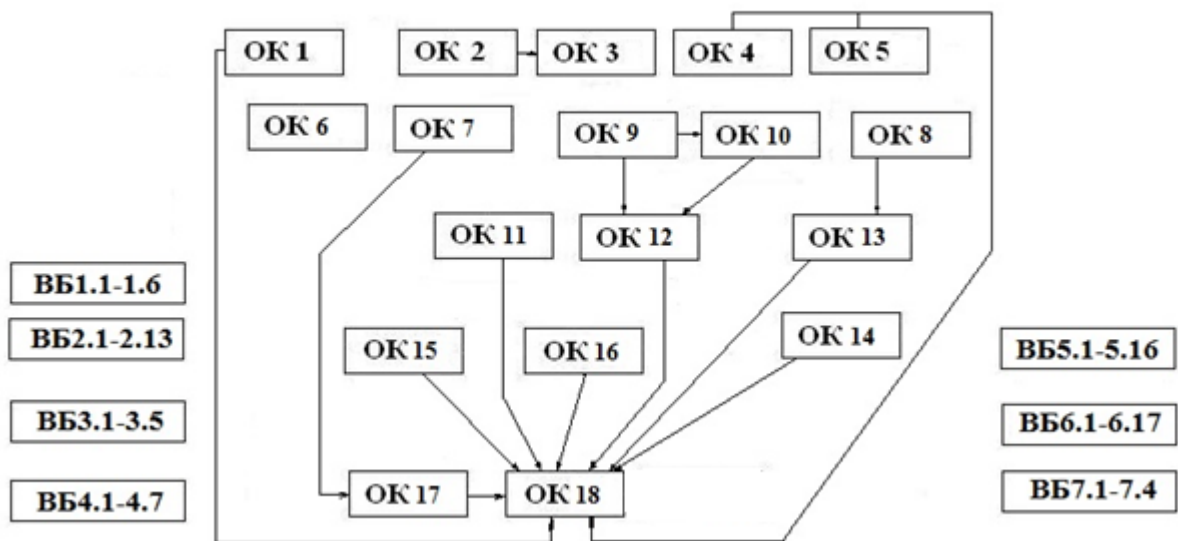 ОК 1
ОК 2
ОК 3
ОК 4
ОК 5
ОК 6
ОК 7
ОК 9
ОК 10
ОК 8
ОК 11
ОК 12
ОК 13
ВБ1.1-1.6
ВБ2.1-2.13
ОК 15
ОК 16
ОК 14
ВБ5.1-5.16
ВБ3.1-3.5
ВБ6.1-6.17
ВБ4.1-4.7
ОК 17
ОК 18
ВБ7.1-7.4